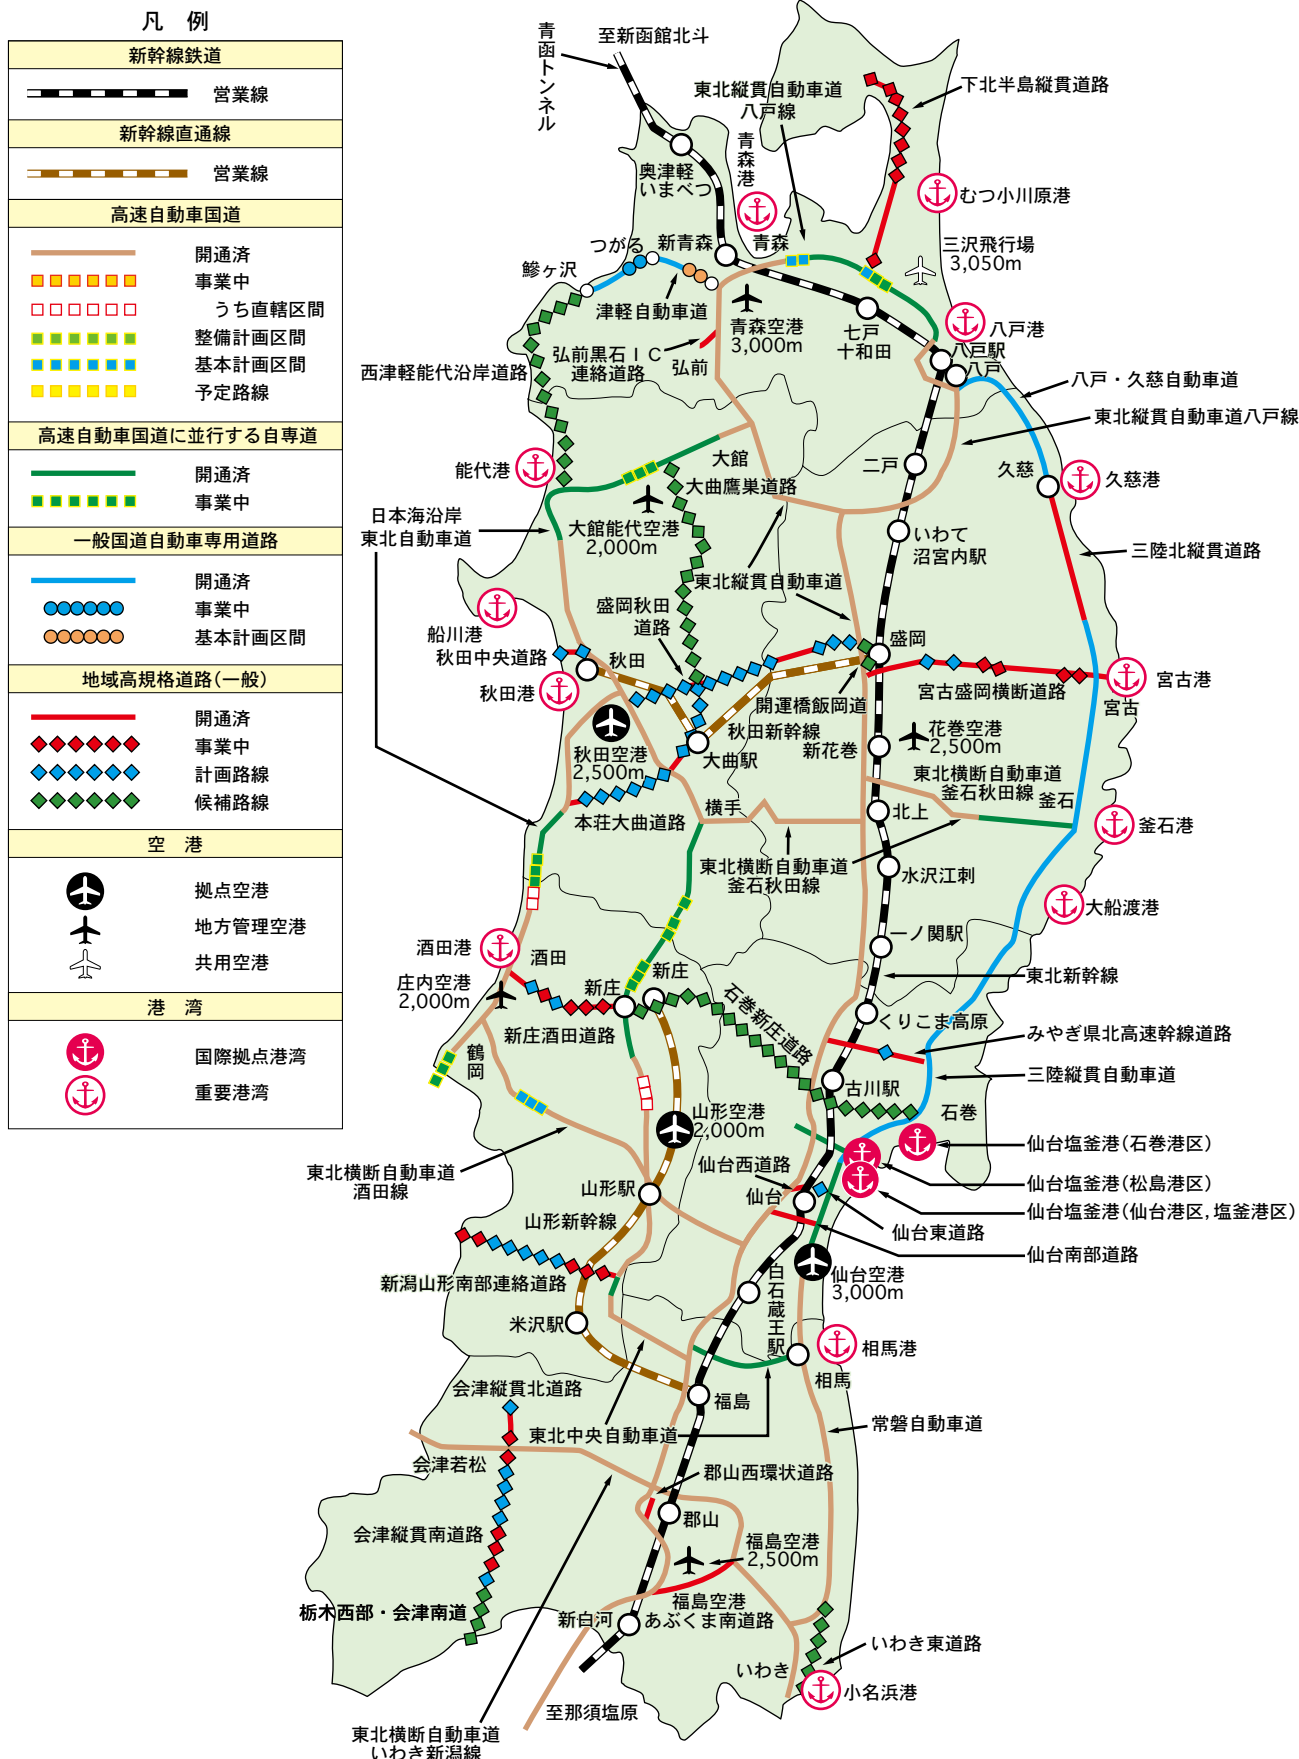 凡 例
新幹線鉄道
営業線
新幹線直通線
営業線
高速自動車国道
開通済
事業中
うち直轄区間
整備計画区間
基本計画区間
予定路線
高速自動車国道に並行する自専道
開通済
事業中
一般国道自動車専用道路
開通済
事業中
基本計画区間
地域高規格道路(一般)
開通済
事業中
計画路線
候補路線
空 港
拠点空港
地方管理空港
共用空港
港 湾
国際拠点港湾
重要港湾
青函トンネル
至新函館北斗
東北縦貫自動車道
八戸線
下北半島縦貫道路
青森港
奥津軽
いまべつ
むつ小川原港
つがる
新青森
青森
三沢飛行場
3,050m
鰺ヶ沢
津軽自動車道
青森空港
3,000m
七戸
十和田
八戸港
八戸駅
八戸
弘前黒石IC
連絡道路
弘前
西津軽能代沿岸道路
八戸・久慈自動車道
東北縦貫自動車道八戸線
能代港
大館
二戸
久慈
久慈港
大曲鷹巣道路
日本海沿岸
東北自動車道
大館能代空港
2,000m
いわて
沼宮内駅
三陸北縦貫道路
東北縦貫自動車道
船川港
盛岡秋田
道路
秋田中央道路
秋田
盛岡
秋田港
開運橋飯岡道
宮古盛岡横断道路
宮古港
宮古
秋田空港
2,500m
大曲駅
秋田新幹線
新花巻
花巻空港
2,500m
東北横断自動車道
釜石秋田線
釜石
横手
本荘大曲道路
北上
釜石港
東北横断自動車道
釜石秋田線
水沢江刺
大船渡港
酒田港
酒田
一ノ関駅
庄内空港
2,000m
新庄
新庄
東北新幹線
石巻新庄道路
くりこま高原
新庄酒田道路
みやぎ県北高速幹線道路
鶴岡
古川駅
三陸縦貫自動車道
石巻
山形空港
2,000m
仙台塩釜港(石巻港区)
東北横断自動車道
酒田線
仙台西道路
仙台塩釜港(松島港区)
山形駅
仙台
仙台塩釜港(仙台港区,塩釜港区)
山形新幹線
仙台東道路
仙台南部道路
新潟山形南部連絡道路
白石蔵王駅
仙台空港
3,000m
米沢駅
相馬港
相馬
会津縦貫北道路
福島
常磐自動車道
東北中央自動車道
会津若松
郡山西環状道路
郡山
会津縦貫南道路
福島空港
2,500m
栃木西部・会津南道
福島空港
あぶくま南道路
新白河
いわき東道路
いわき
小名浜港
至那須塩原
東北横断自動車道
いわき新潟線